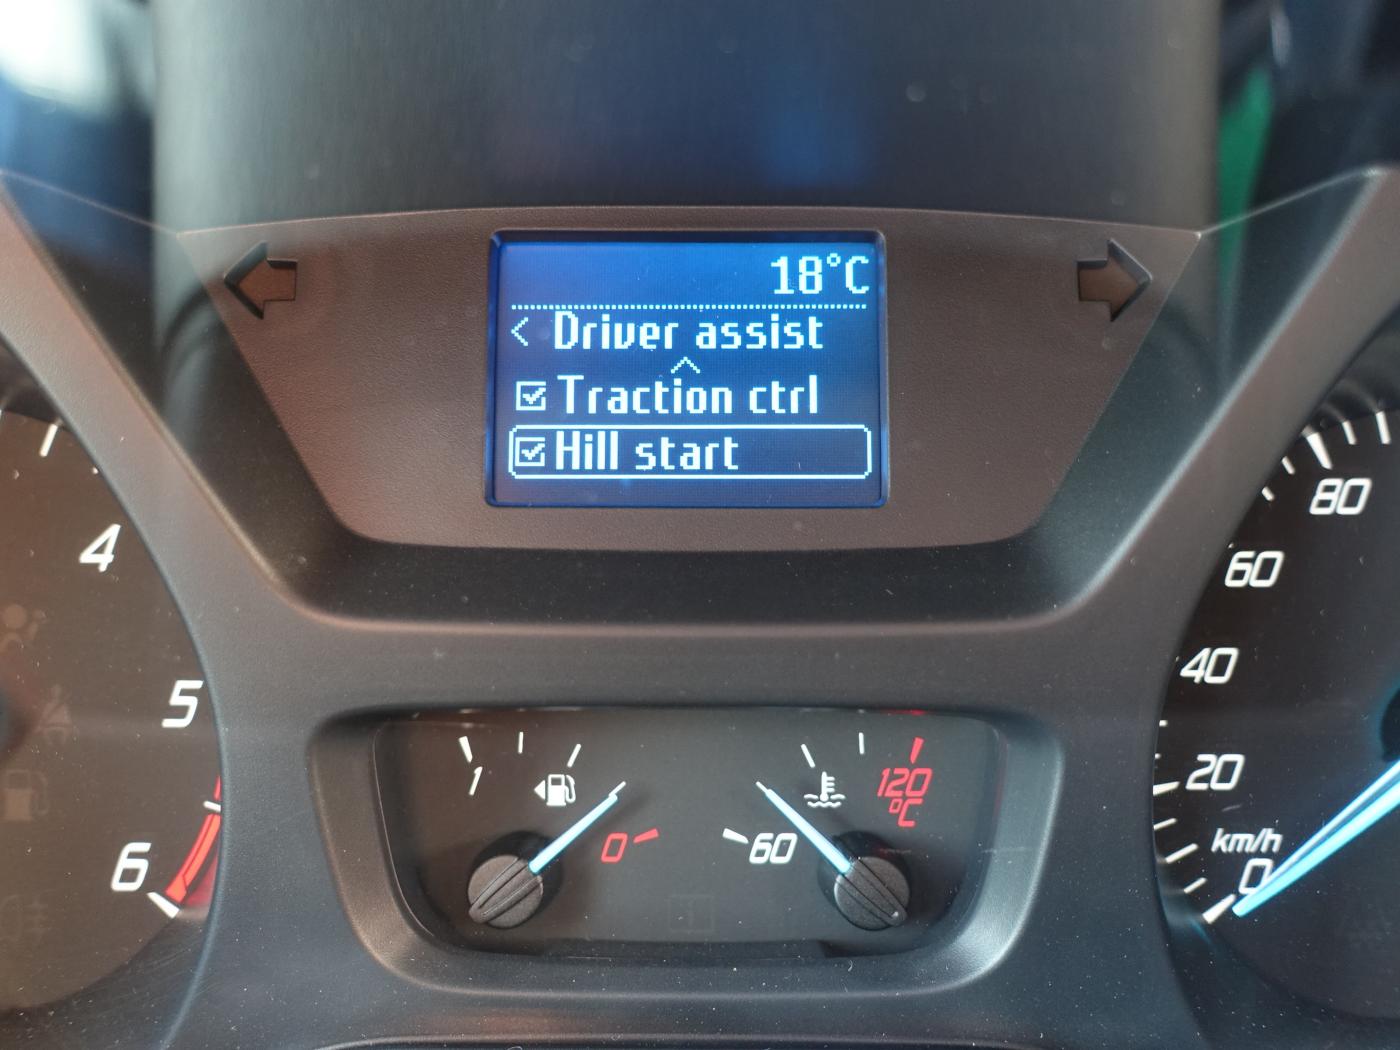 18°C
< Driver assist
Traction ctrl
Hill start
4
5
6
1
0
60
120
°C
80
60
40
20
km/h
0